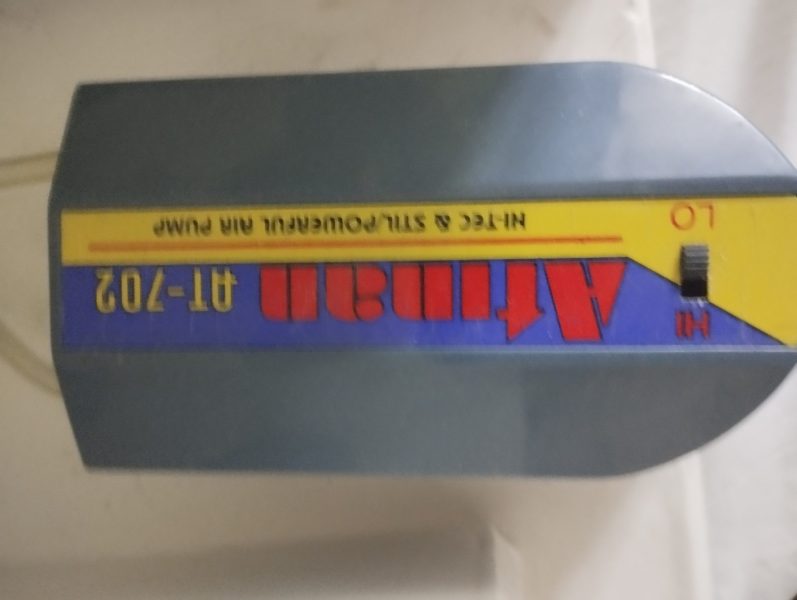 HI
Atman AT-702
LO
HI-TEC & STIL/POWERFUL AIR PUMP